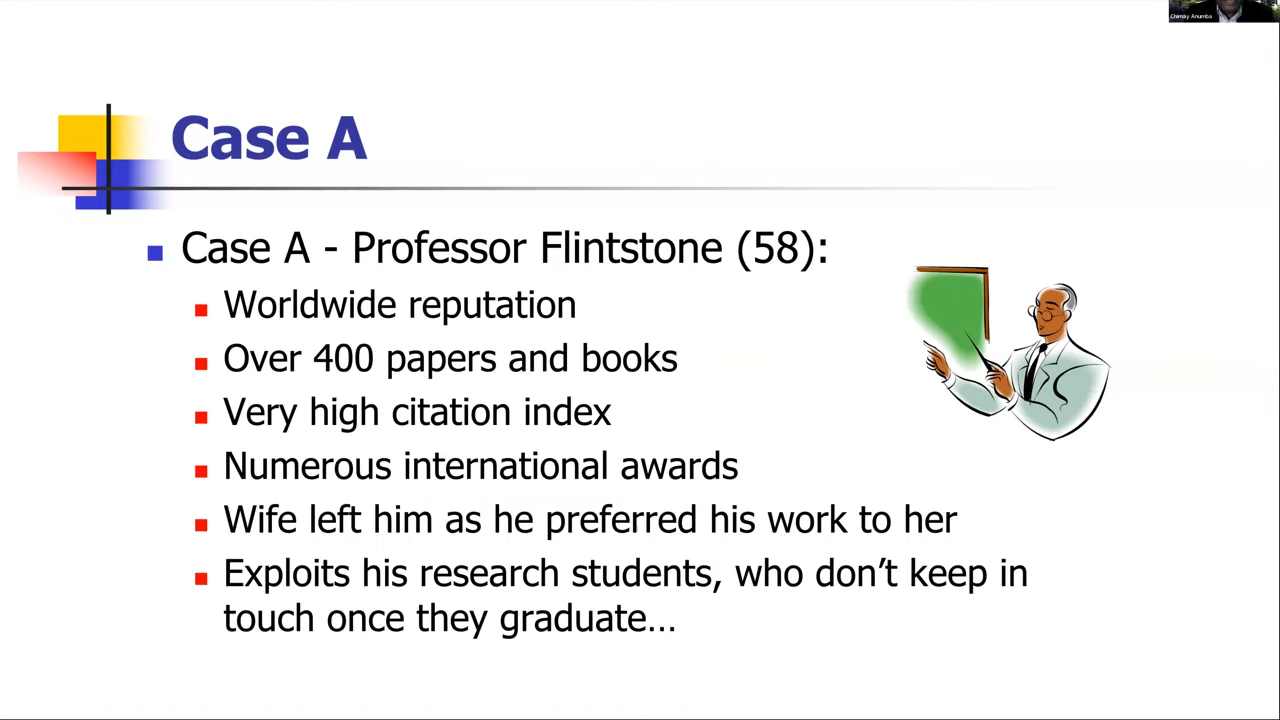 Chimay Anumba
Case A
Case A - Professor Flintstone (58):
Worldwide reputation
Over 400 papers and books
Very high citation index
Numerous international awards
Wife left him as he preferred his work to her
Exploits his research students, who don’t keep in
touch once they graduate…